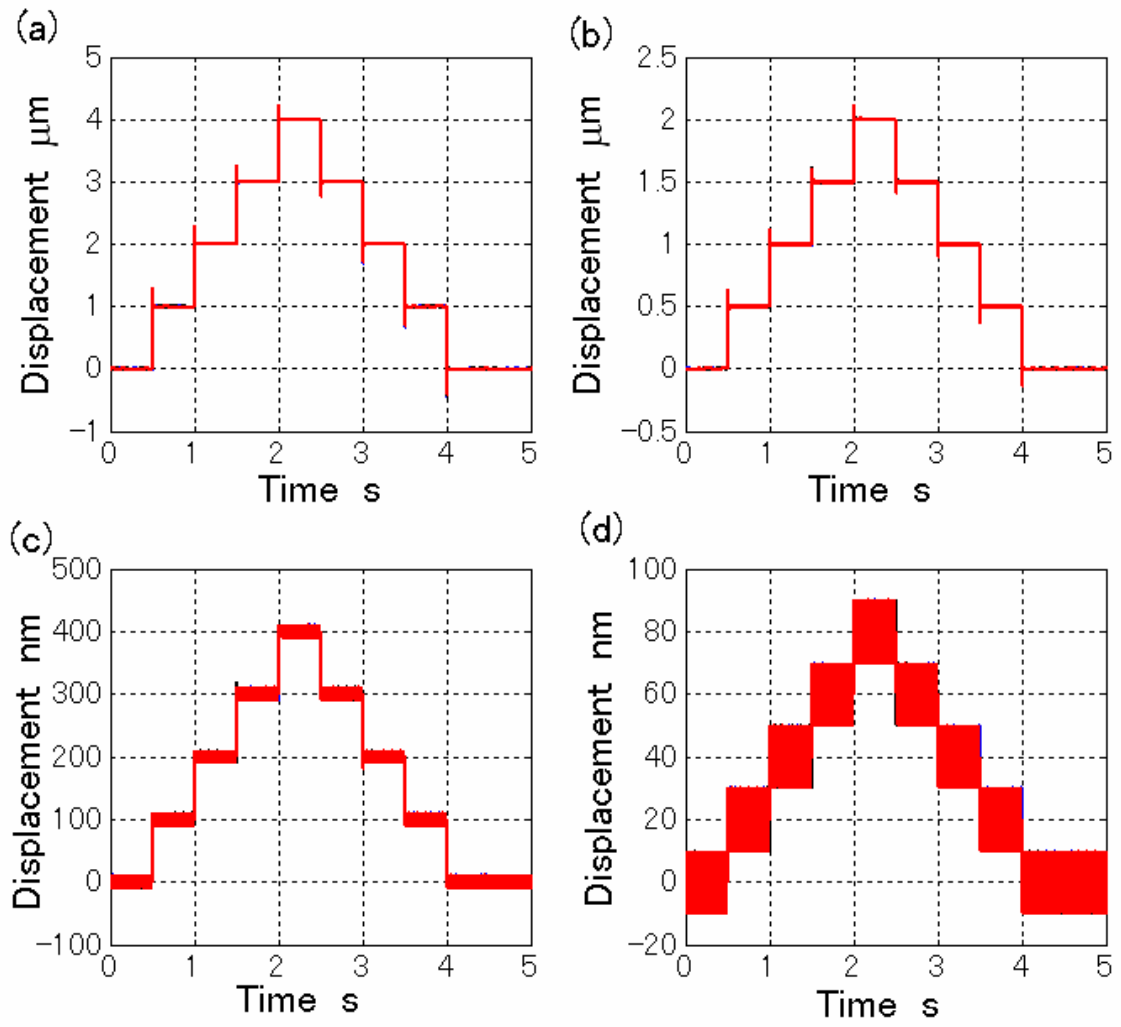 (a)
5
4
3
2
1
0
−1
Displacement μm
0 1 2 3 4 5
Time s
(b)
2.5
2
1.5
1
0.5
0
−0.5
Displacement μm
0 1 2 3 4 5
Time s
(c)
500
400
300
200
100
0
−100
Displacement nm
0 1 2 3 4 5
Time s
(d)
100
80
60
40
20
0
−20
Displacement nm
0 1 2 3 4 5
Time s